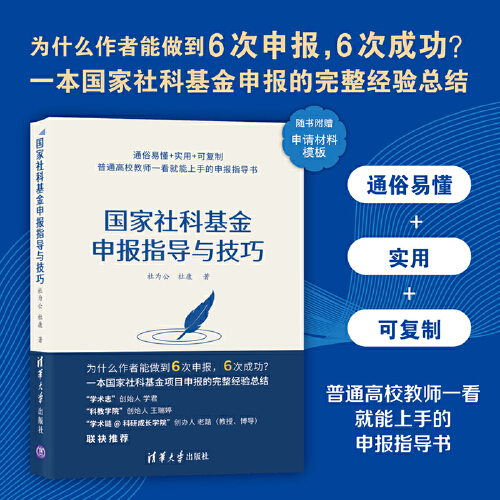 为什么作者能做到6次申报,6次成功?
一本国家社科基金申报的完整经验总结
随书附赠
申请材料
模板
通俗易懂+实用+可复制
普通高校教师一看就能上手的申报指导书
国家社科基金
申报指导与技巧
杜为公 杜康 著
为什么作者能做到6次申报，6次成功？
一本国家社科基金项目申报的完整经验总结
“学术志”创始人 学君
“科教学院”创始人 王瑞婷
“学术链@科研成长学院”创办人 老踏（教授、博导）
联袂推荐
清华大学出版社
国家社科基金申报指导与技巧
杜为公 杜康 著
清华大学出版社
通俗易懂
+
实用
+
可复制
普通高校教师一看
就能上手的
申报指导书